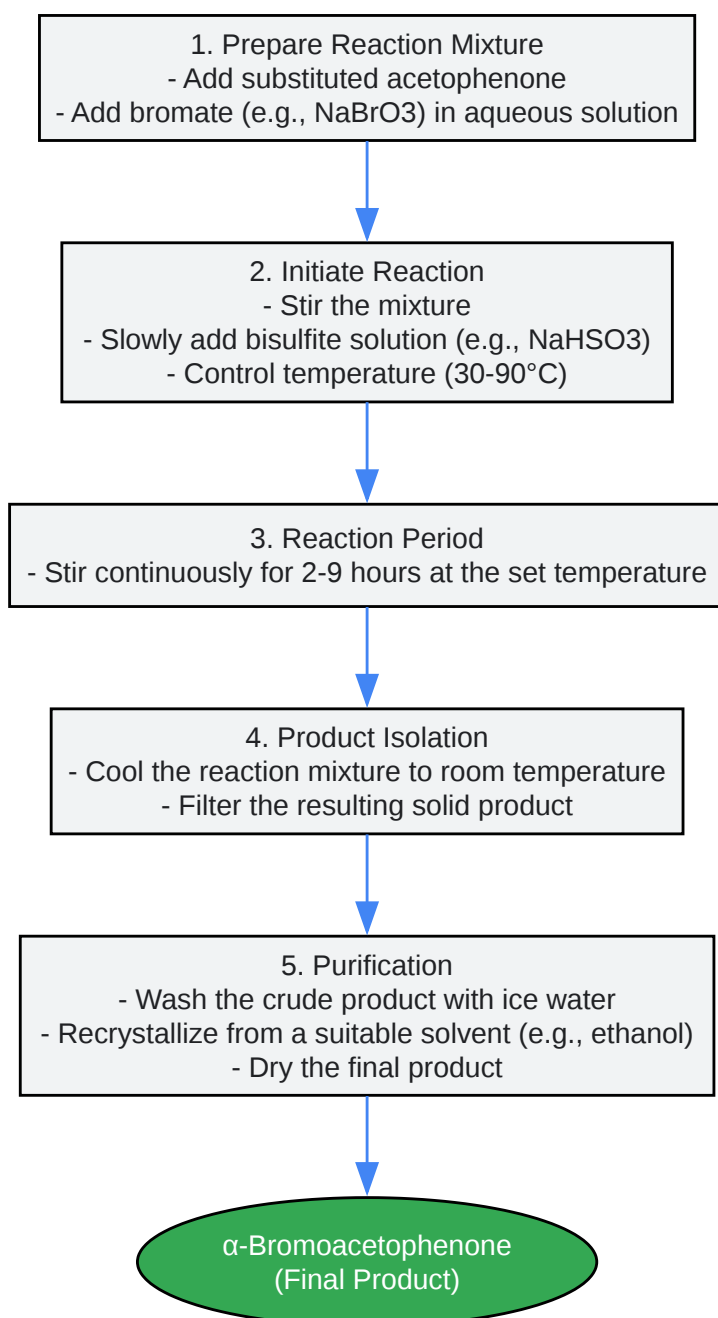 1. Prepare Reaction Mixture
- Add substituted acetophenone
- Add bromate (e.g., NaBrO3) in aqueous solution
2. Initiate Reaction
- Stir the mixture
- Slowly add bisulfite solution (e.g., NaHSO3)
- Control temperature (30-90°C)
3. Reaction Period
- Stir continuously for 2-9 hours at the set temperature
4. Product Isolation
- Cool the reaction mixture to room temperature
- Filter the resulting solid product
5. Purification
- Wash the crude product with ice water
- Recrystallize from a suitable solvent (e.g., ethanol)
- Dry the final product
α-Bromoacetophenone
(Final Product)